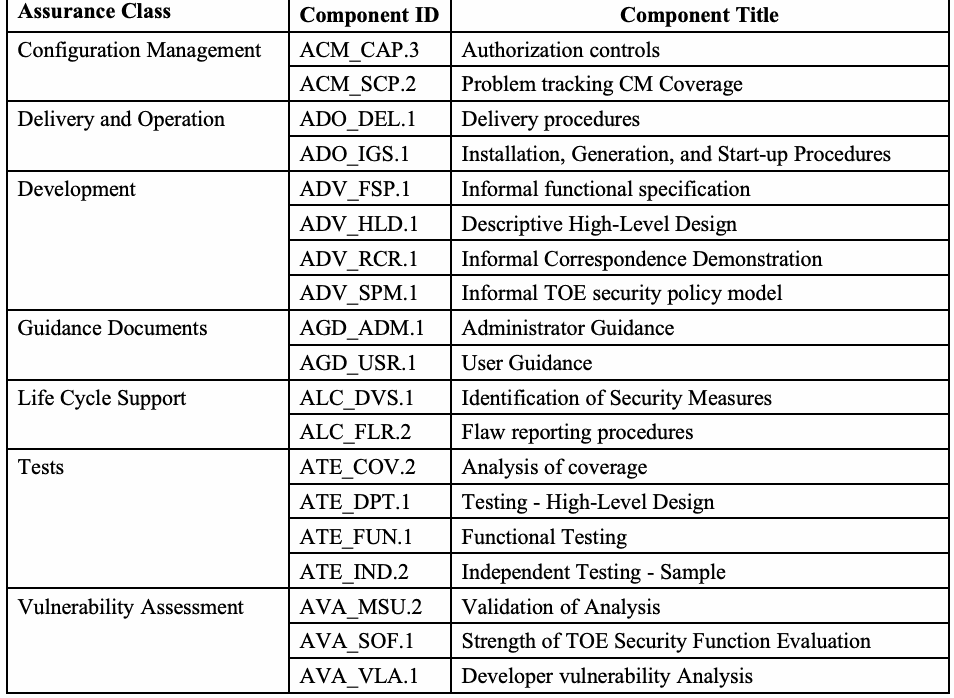 Assurance Class Component ID Component Title
Configuration Management ACM_CAP.3 Authorization controls
ACM_SCP.2 Problem tracking CM Coverage
Delivery and Operation ADO_DEL.1 Delivery procedures
ADO_IGS.1 Installation, Generation, and Start-up Procedures
Development ADV_FSP.1 Informal functional specification
ADV_HLD.1 Descriptive High-Level Design
ADV_RCR.1 Informal Correspondence Demonstration
ADV_SPM.1 Informal TOE security policy model
Guidance Documents AGD_ADM.1 Administrator Guidance
AGD_USR.1 User Guidance
Life Cycle Support ALC_DVS.1 Identification of Security Measures
ALC_FLR.2 Flaw reporting procedures
Tests ATE_COV.2 Analysis of coverage
ATE_DPT.1 Testing - High-Level Design
ATE_FUN.1 Functional Testing
ATE_IND.2 Independent Testing - Sample
Vulnerability Assessment AVA_MSU.2 Validation of Analysis
AVA_SOF.1 Strength of TOE Security Function Evaluation
AVA_VLA.1 Developer vulnerability Analysis